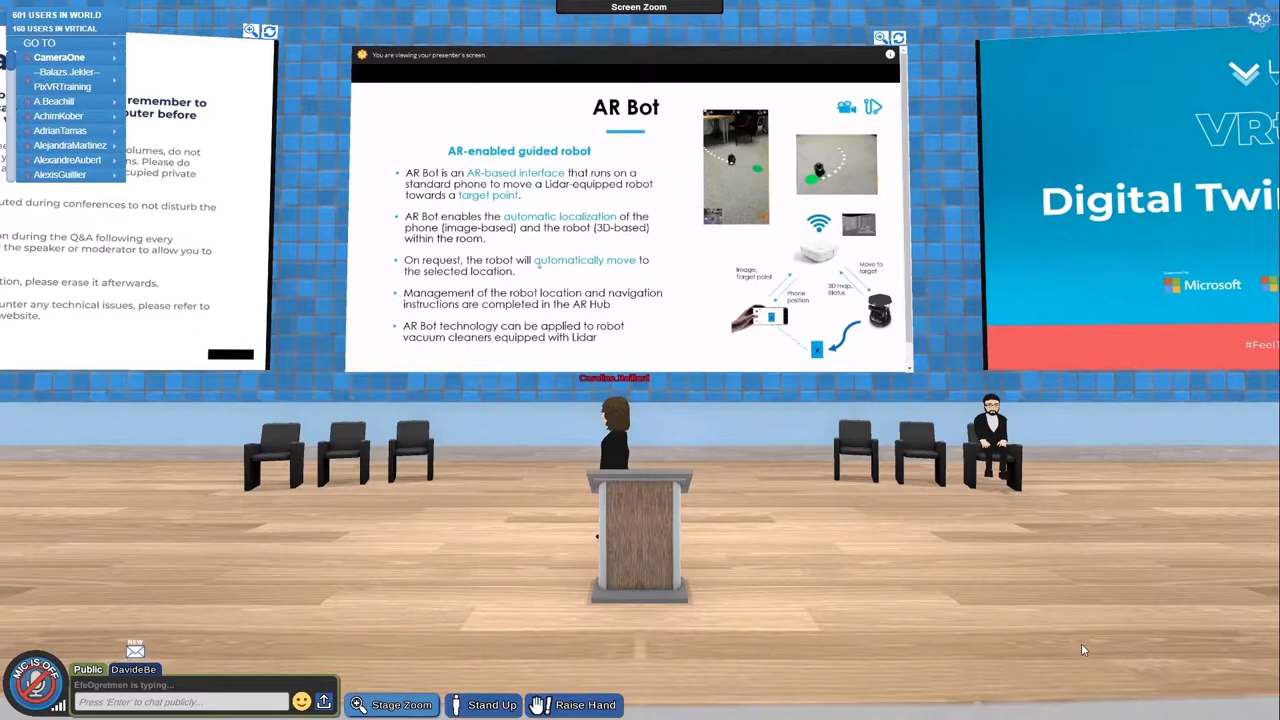 601 USERS IN WORLD
160 USERS IN VRTICAL
GO TO
CameraOne
--Balazs.Jekler--
PixVRTraining
A.Beachill
AchimKober
AdrianTamas
AlejandraMartinez
AlexandreAubert
AlexisGuillier
remember to
outer before
olumes, do not
ns. Please do
cupied private
uted during conferences to not disturb the
on during the Q&A following every
the speaker or moderator to allow you to
tion, please erase it afterwards.
unter any technical issues, please refer to
website.
Screen Zoom
You are viewing your presenter's screen.
AR Bot
AR-enabled guided robot
• AR Bot is an AR-based interface that runs on a
standard phone to move a Lidar-equipped robot
towards a target point.
• AR Bot enables the automatic localization of the
phone (image-based) and the robot (3D-based)
within the room.
• On request, the robot will automatically move to
the selected location.
• Management of the robot location and navigation
instructions are completed in the AR Hub
• AR Bot technology can be applied to robot
vacuum cleaners equipped with Lidar
Image,
Target point
Phone
position
3D map,
Status
Move to
target
X
X
VR
Digital Twi
Microsoft
#Feel
MIC IS OFF
NEW
Public
DavideBe
EfeOgretmen is typing...
Press 'Enter' to chat publicly...
Stage Zoom
Stand Up
Raise Hand